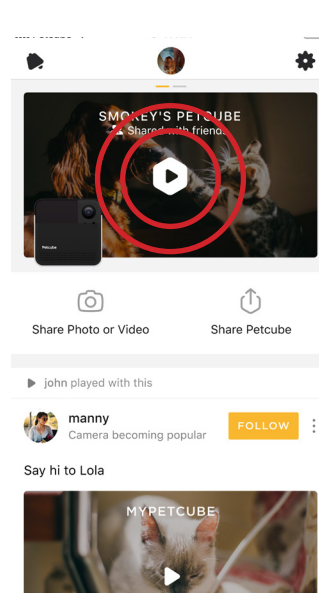 SMOKEY'S PETCUBE
Shared with friends
Petcube
Share Photo or Video
Share Petcube
john played with this
manny
Camera becoming popular
FOLLOW
Say hi to Lola
MYPETCUBE